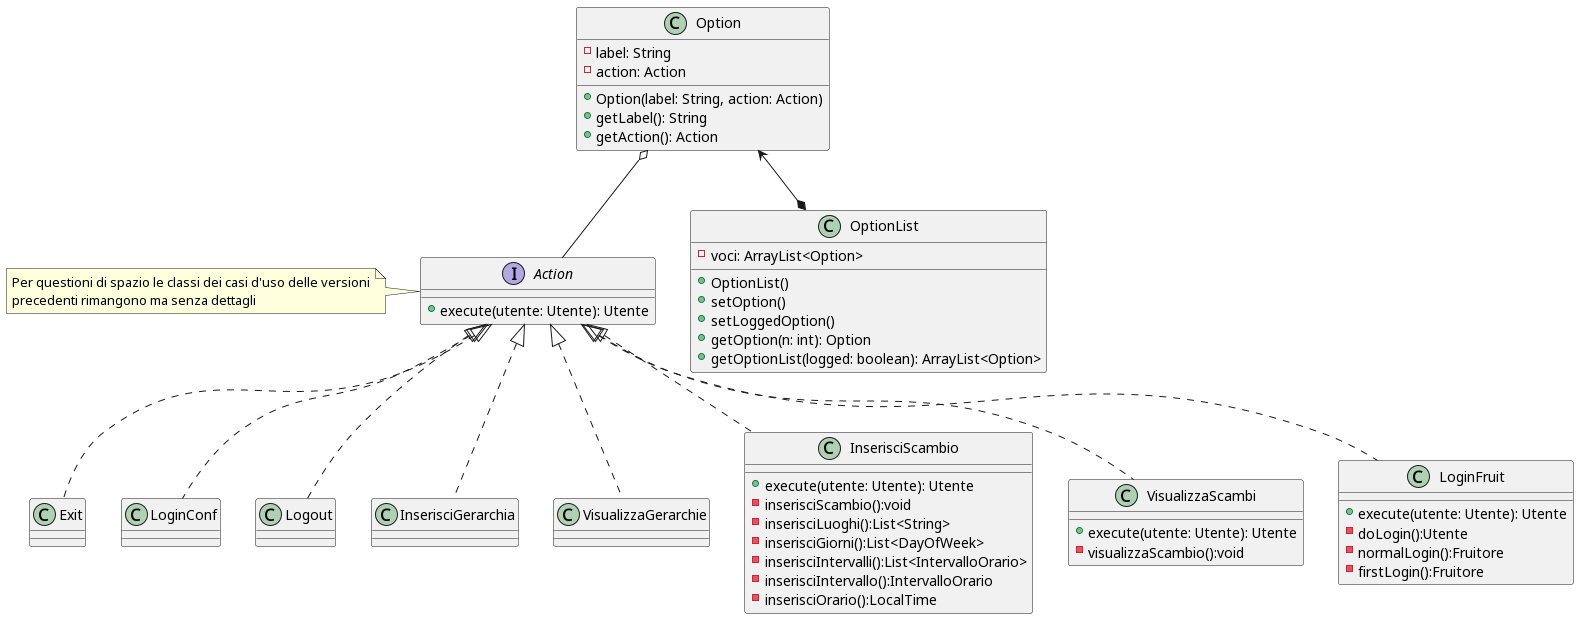 Option
label: String
action: Action
Option(label: String, action: Action)
getLabel(): String
getAction(): Action
Per questioni di spazio le classi dei casi d'uso delle versioni
precedenti rimangono ma senza dettagli
Action
execute(utente: Utente): Utente
OptionList
voci: ArrayList<Option>
OptionList()
setOption()
setLoggedOption()
getOption(n: int): Option
getOptionList(logged: boolean): ArrayList<Option>
Exit
LoginConf
Logout
InserisciGerarchia
VisualizzaGerarchie
InserisciScambio
execute(utente: Utente): Utente
inserisciScambio():void
inserisciLuoghi():List<String>
inserisciGiorni():List<DayOfWeek>
inserisciIntervalli():List<IntervalloOrario>
inserisciIntervallo():IntervalloOrario
inserisciOrario():LocalTime
VisualizzaScambi
execute(utente: Utente): Utente
visualizzaScambio():void
LoginFruit
execute(utente: Utente): Utente
doLogin():Utente
normalLogin():Fruitore
firstLogin():Fruitore